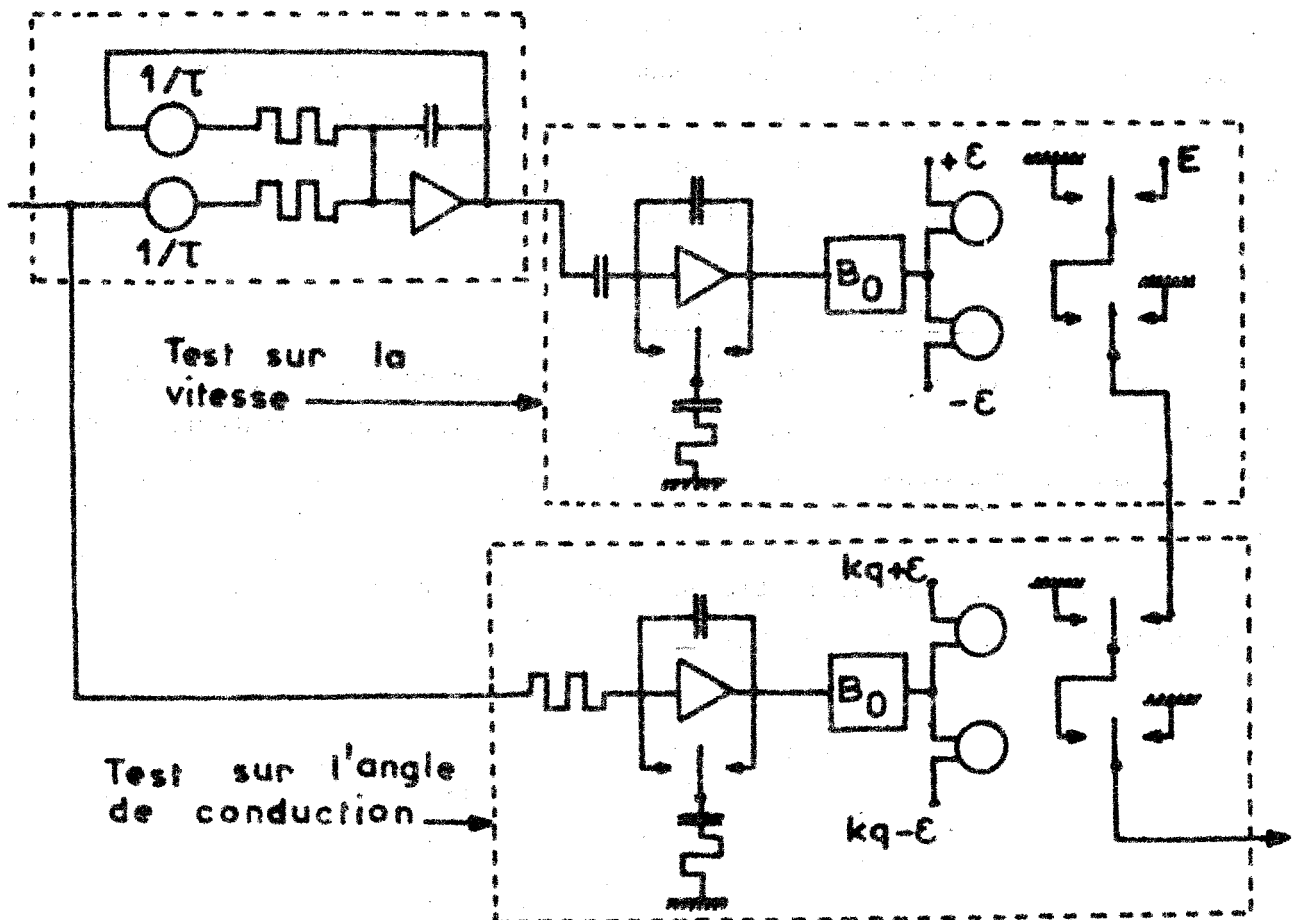 1/τ
1/τ
+ε
E
B0
-ε
Test sur la
vitesse
kq+ε
B0
kq-ε
Test sur l'angle
de conduction